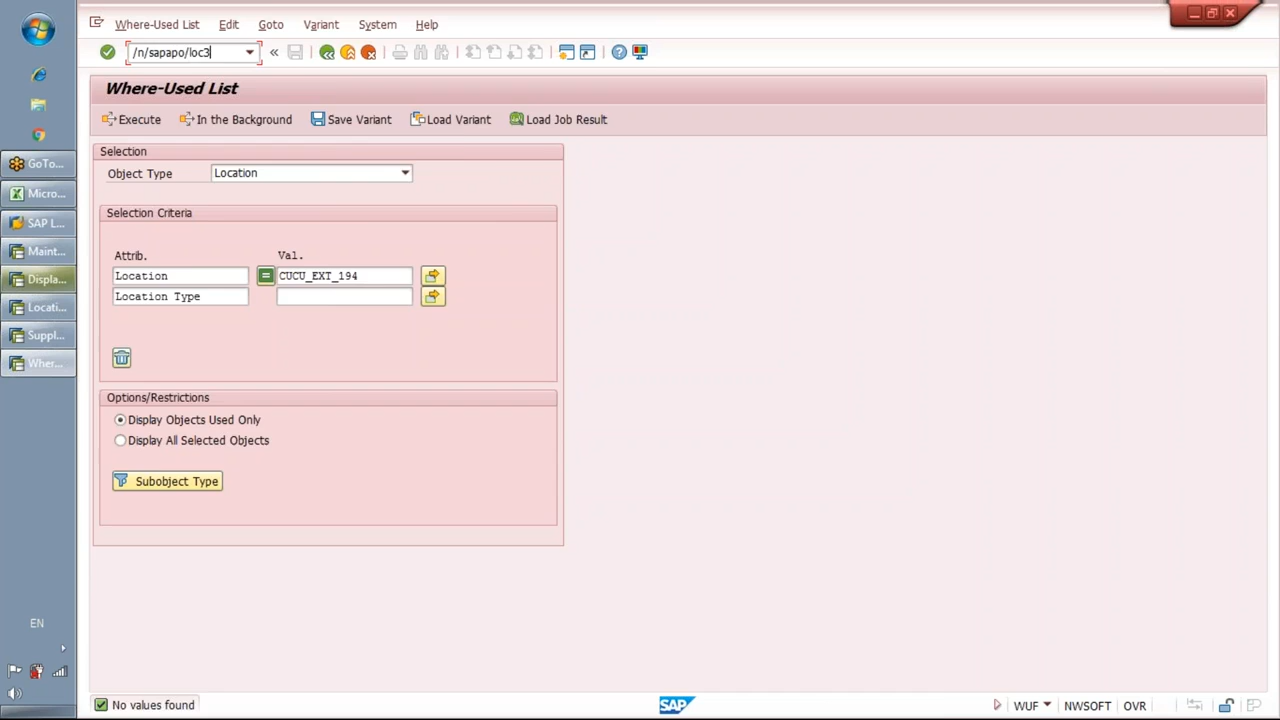 Where-Used List Edit Goto Variant System Help
/n/sapapo/loc3
Where-Used List
Execute In the Background Save Variant Load Variant Load Job Result
Selection
Object Type Location
Selection Criteria
Attrib. Val.
Location = CUCU_EXT_194
Location Type
Options/Restrictions
Display Objects Used Only
Display All Selected Objects
Subobject Type
GoTo...
Micro...
SAP L...
Maint...
Displa...
Locati...
Suppl...
Wher...
EN
No values found
SAP
WUF NWSOFT OVR